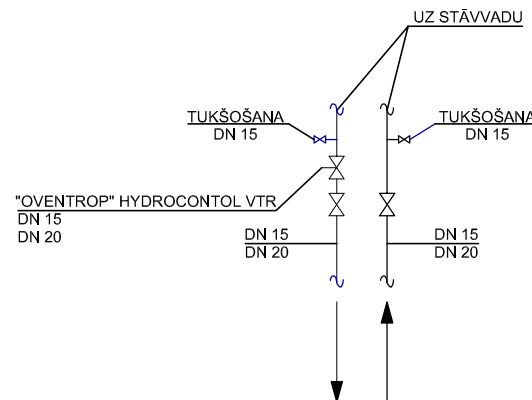 UZ STĀVVADU
TUKŠOŠANA
DN 15
TUKŠOŠANA
DN 15
"OVENTROP" HYDROCONTOL VTR
DN 15
DN 20
DN 15
DN 20
DN 15
DN 20